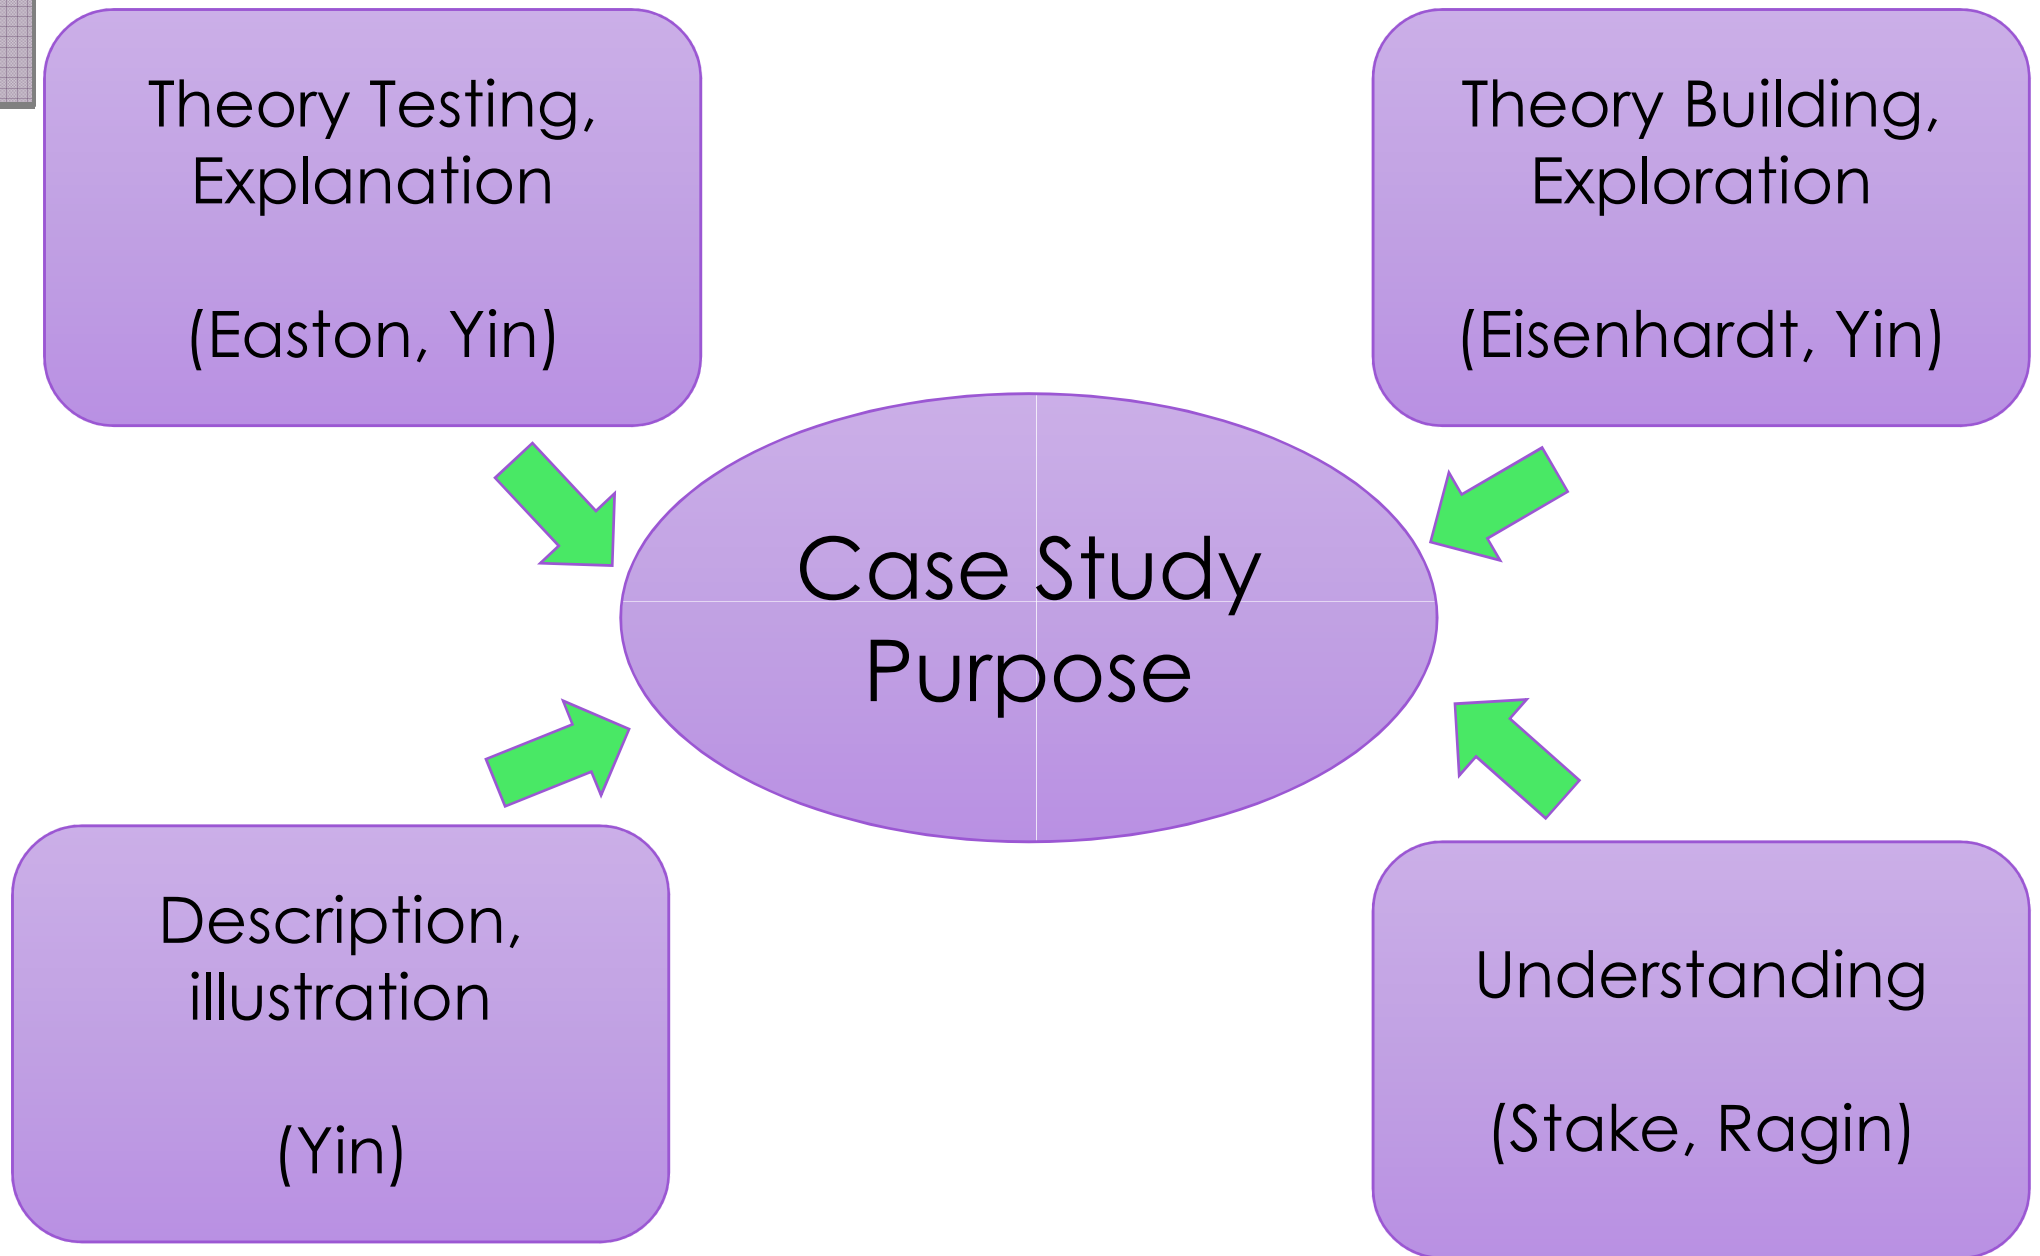 Theory Testing,
Explanation
(Easton, Yin)
Theory Building,
Exploration
(Eisenhardt, Yin)
Case Study
Purpose
Description,
illustration
(Yin)
Understanding
(Stake, Ragin)